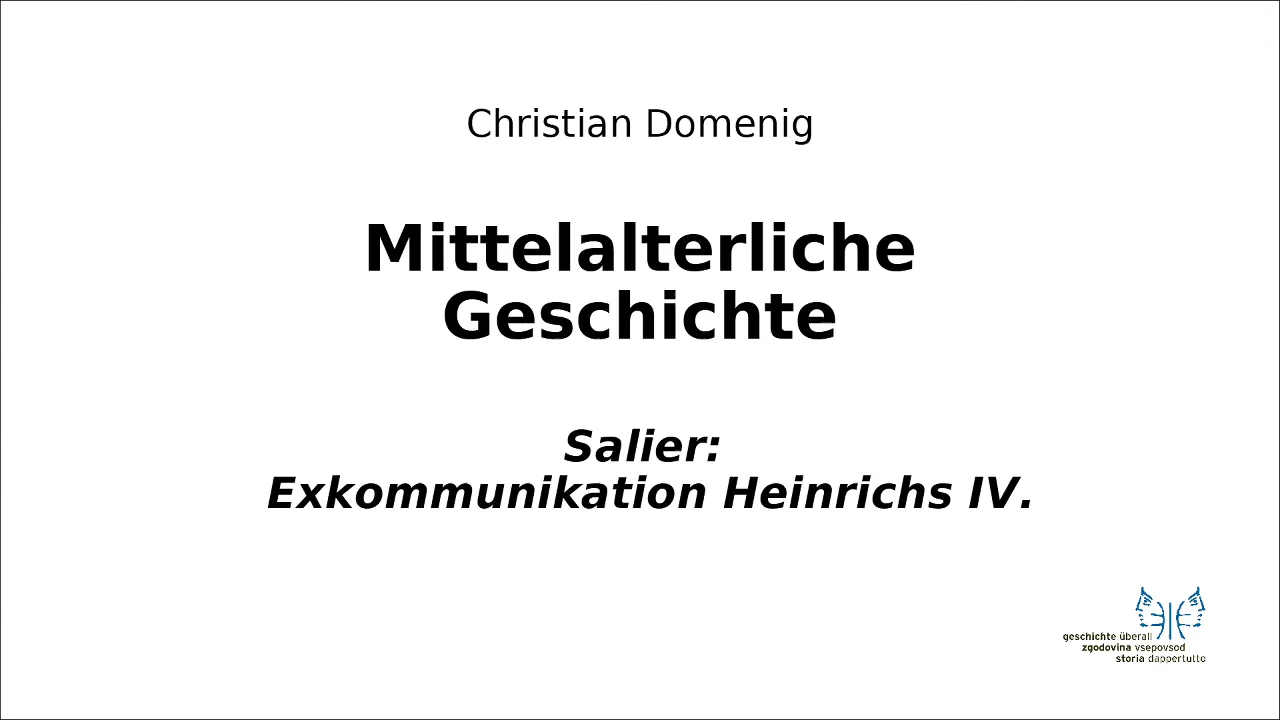 Christian Domenig
Mittelalterliche
Geschichte
Salier:
Exkommunikation Heinrichs IV.
geschichte überall
zgodovina vsepovsod
storia dappertutto